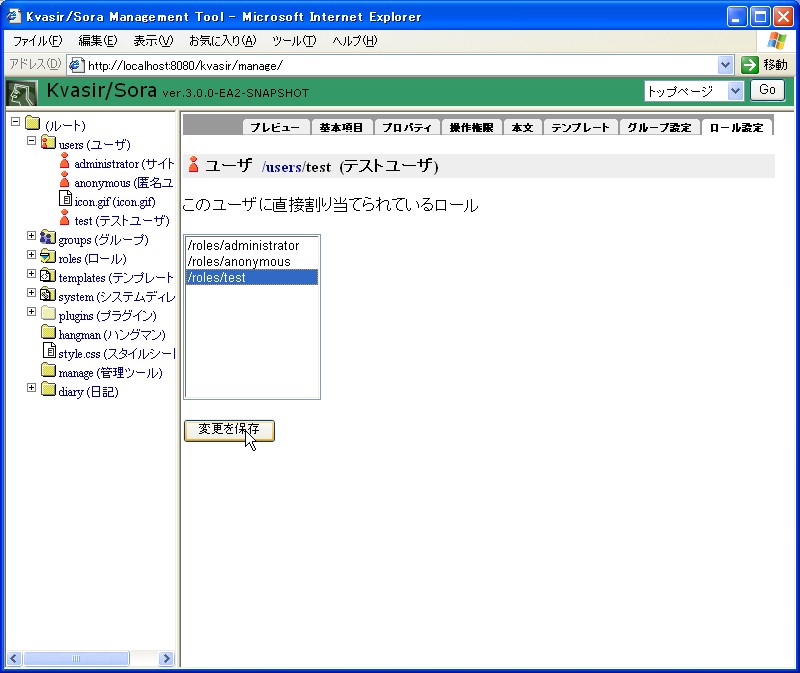 Kvasir/Sora Management Tool - Microsoft Internet Explorer
ファイル(F) 編集(E) 表示(V) お気に入り(A) ツール(T) ヘルプ(H)
アドレス(D) http://localhost:8080/kvasir/manage/ 移動
Kvasir/Sora ver.3.0.0-EA2-SNAPSHOT トップページ Go
(ルート)
users (ユーザ)
administrator (サイト
anonymous (匿名ユ
icon.gif (icon.gif)
test (テストユーザ)
groups (グループ)
roles (ロール)
templates (テンプレート
system (システムディレ
plugins (プラグイン)
hangman (ハングマン)
style.css (スタイルシート
manage (管理ツール)
diary (日記)
プレビュー 基本項目 プロパティ 操作権限 本文 テンプレート グループ設定 ロール設定
ユーザ /users/test (テストユーザ)
このユーザに直接割り当てられているロール
/roles/administrator
/roles/anonymous
/roles/test
変更を保存